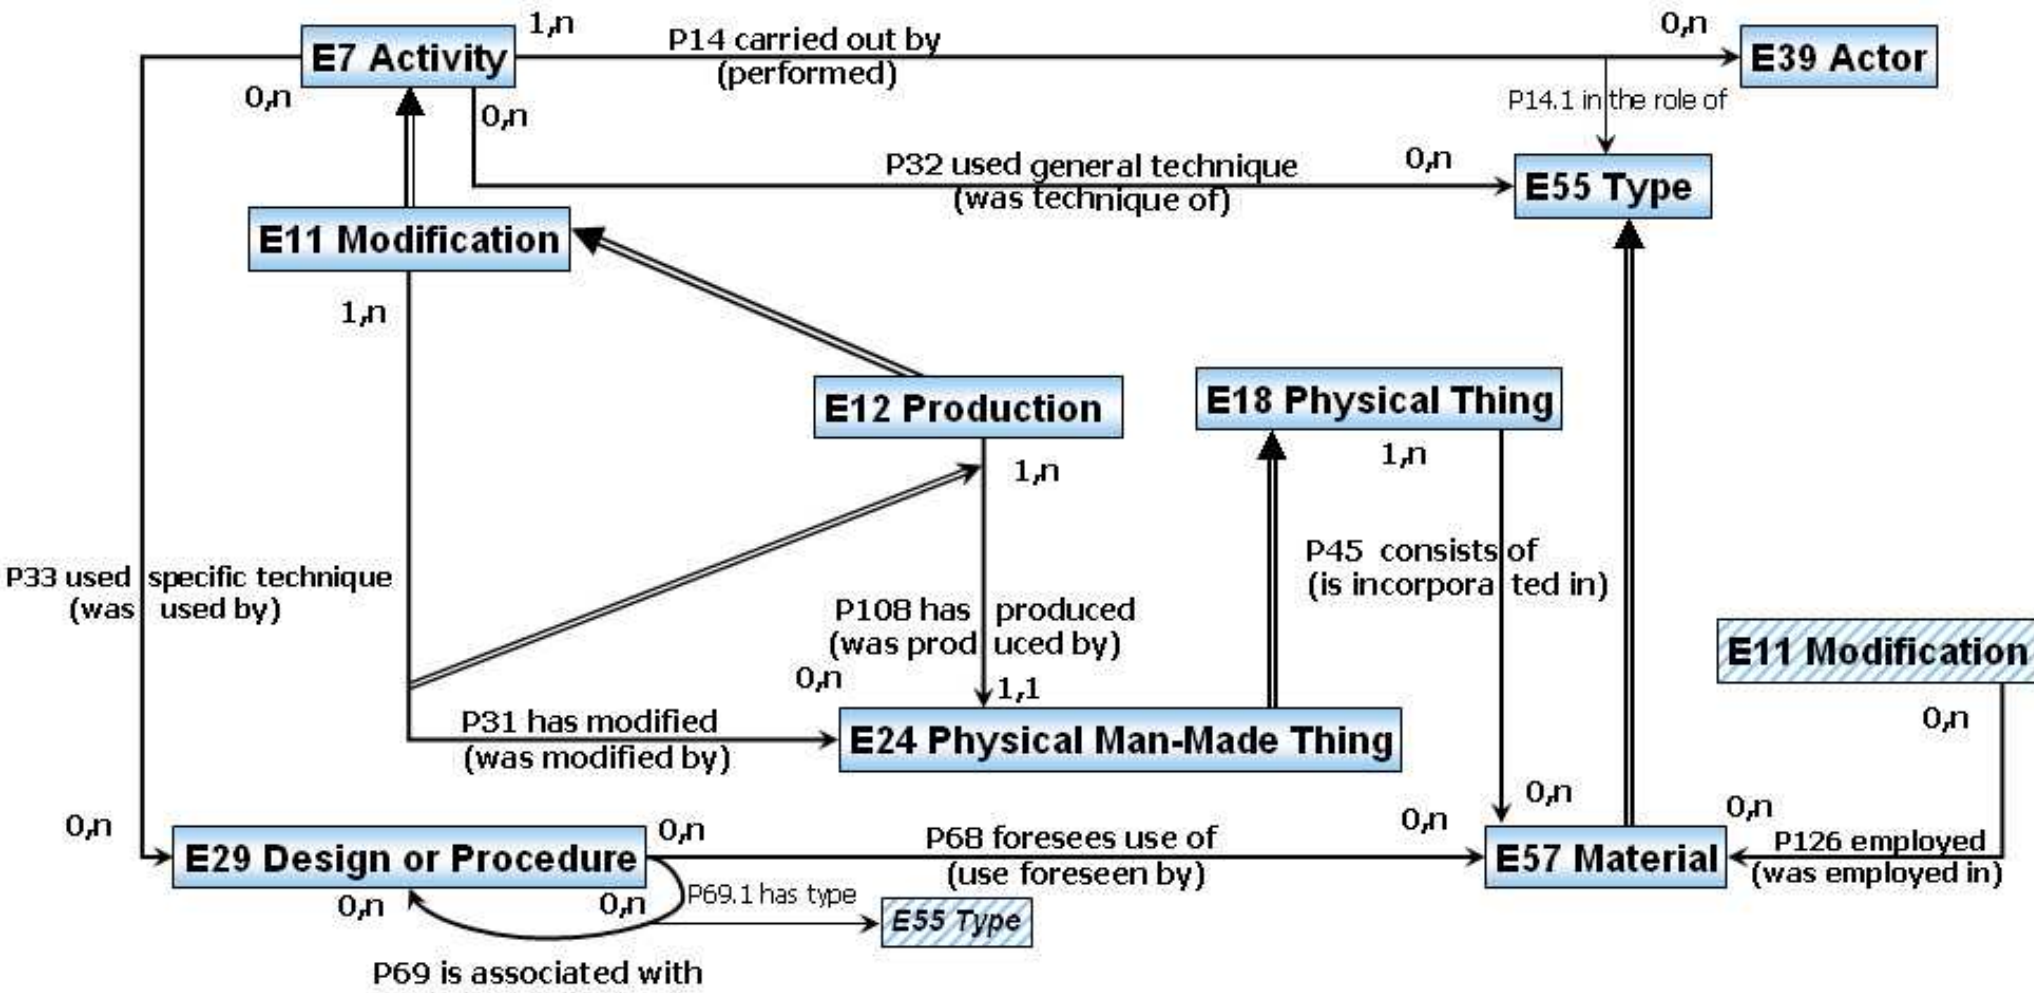 1,n
0,n
E7 Activity
P14 carried out by
(performed)
E39 Actor
0,n
0,n
P14.1 in the role of
P32 used general technique
(was technique of)
0,n
E55 Type
E11 Modification
1,n
E12 Production
E18 Physical Thing
1,n
1,n
P45 consists of
(is incorporated in)
P33 used specific technique
(was used by)
P108 has produced
(was produced by)
E11 Modification
0,n
1,1
0,n
P31 has modified
(was modified by)
E24 Physical Man-Made Thing
0,n
0,n
0,n
0,n
0,n
P68 foresees use of
(use foreseen by)
E29 Design or Procedure
E57 Material
P126 employed
(was employed in)
0,n
0,n
P69.1 has type
E55 Type
P69 is associated with